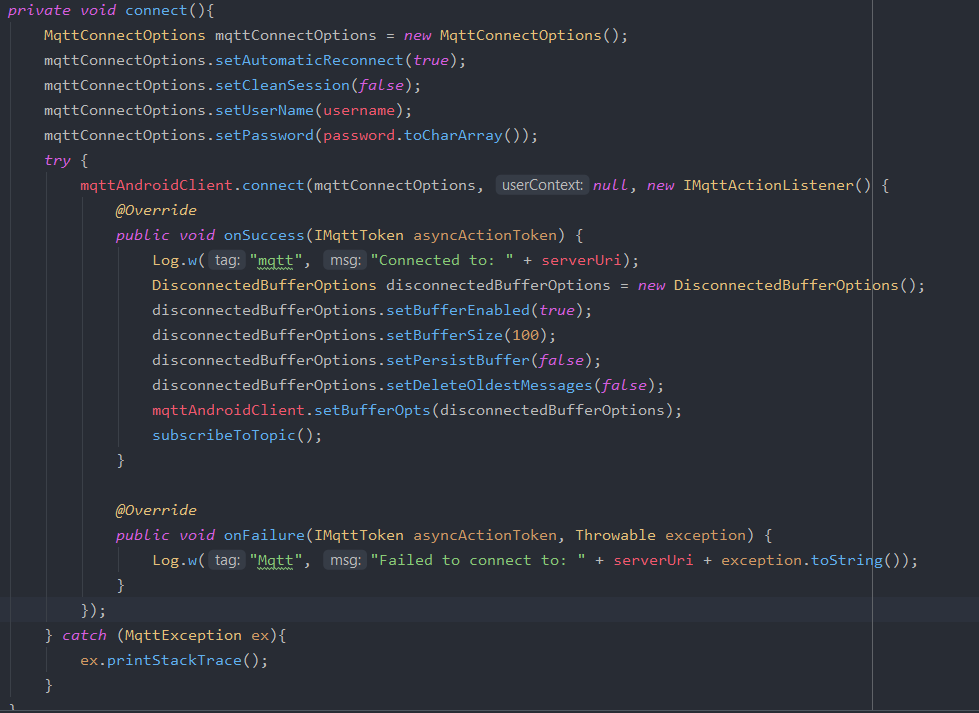 private void connect(){
    MqttConnectOptions mqttConnectOptions = new MqttConnectOptions();
    mqttConnectOptions.setAutomaticReconnect(true);
    mqttConnectOptions.setCleanSession(false);
    mqttConnectOptions.setUserName(username);
    mqttConnectOptions.setPassword(password.toCharArray());
    try {
        mqttAndroidClient.connect(mqttConnectOptions, userContext: null, new IMqttActionListener() {
            @Override
            public void onSuccess(IMqttToken asyncActionToken) {
                Log.w( tag: "mqtt", msg: "Connected to: " + serverUri);
                DisconnectedBufferOptions disconnectedBufferOptions = new DisconnectedBufferOptions();
                disconnectedBufferOptions.setBufferEnabled(true);
                disconnectedBufferOptions.setBufferSize(100);
                disconnectedBufferOptions.setPersistBuffer(false);
                disconnectedBufferOptions.setDeleteOldestMessages(false);
                mqttAndroidClient.setBufferOpts(disconnectedBufferOptions);
                subscribeToTopic();
            }

            @Override
            public void onFailure(IMqttToken asyncActionToken, Throwable exception) {
                Log.w( tag: "Mqtt", msg: "Failed to connect to: " + serverUri + exception.toString());
            }
        });
    } catch (MqttException ex){
        ex.printStackTrace();
    }
}